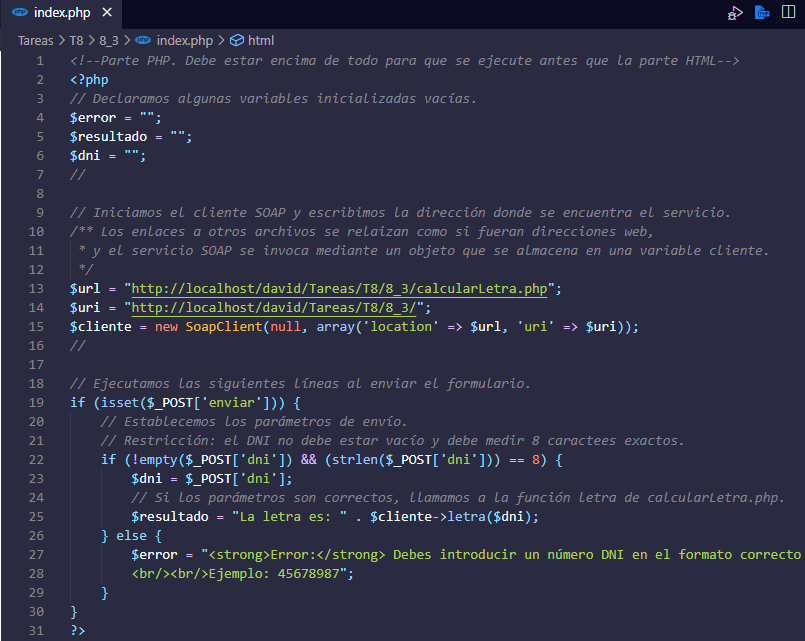 index.php
Tareas > T8 > 8_3 > index.php > html
1 <!--Parte PHP. Debe estar encima de todo para que se ejecute antes que la parte HTML-->
2 <?php
3 // Declaramos algunas variables inicializadas vacías.
4 $error = "";
5 $resultado = "";
6 $dni = "";
7 //
8
9 // Iniciamos el cliente SOAP y escribimos la dirección donde se encuentra el servicio.
10 /** Los enlaces a otros archivos se relaizan como si fueran direcciones web,
11  * y el servicio SOAP se invoca mediante un objeto que se almacena en una variable cliente.
12  */
13 $url = "http://localhost/david/Tareas/T8/8_3/calcularLetra.php";
14 $uri = "http://localhost/david/Tareas/T8/8_3/";
15 $cliente = new SoapClient(null, array('location' => $url, 'uri' => $uri));
16 //
17
18 // Ejecutamos las siguientes líneas al enviar el formulario.
19 if (isset($_POST['enviar'])) {
20     // Establecemos los parámetros de envío.
21     // Restricción: el DNI no debe estar vacío y debe medir 8 caractees exactos.
22     if (!empty($_POST['dni']) && (strlen($_POST['dni'])) == 8) {
23         $dni = $_POST['dni'];
24         // Si los parámetros son correctos, llamamos a la función letra de calcularLetra.php.
25         $resultado = "La letra es: " . $cliente->letra($dni);
26     } else {
27         $error = "<strong>Error:</strong> Debes introducir un número DNI en el formato correcto
28         <br/><br/>Ejemplo: 45678987";
29     }
30 }
31 ?>